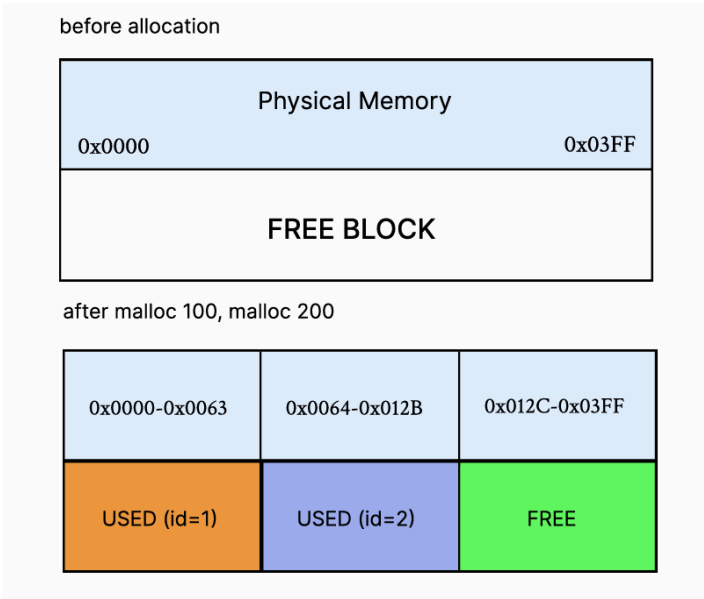 before allocation
Physical Memory
0x0000 0x03FF
FREE BLOCK
after malloc 100, malloc 200
0x0000-0x0063 0x0064-0x012B 0x012C-0x03FF
USED (id=1) USED (id=2) FREE